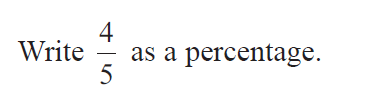 Write 4/5 as a percentage.